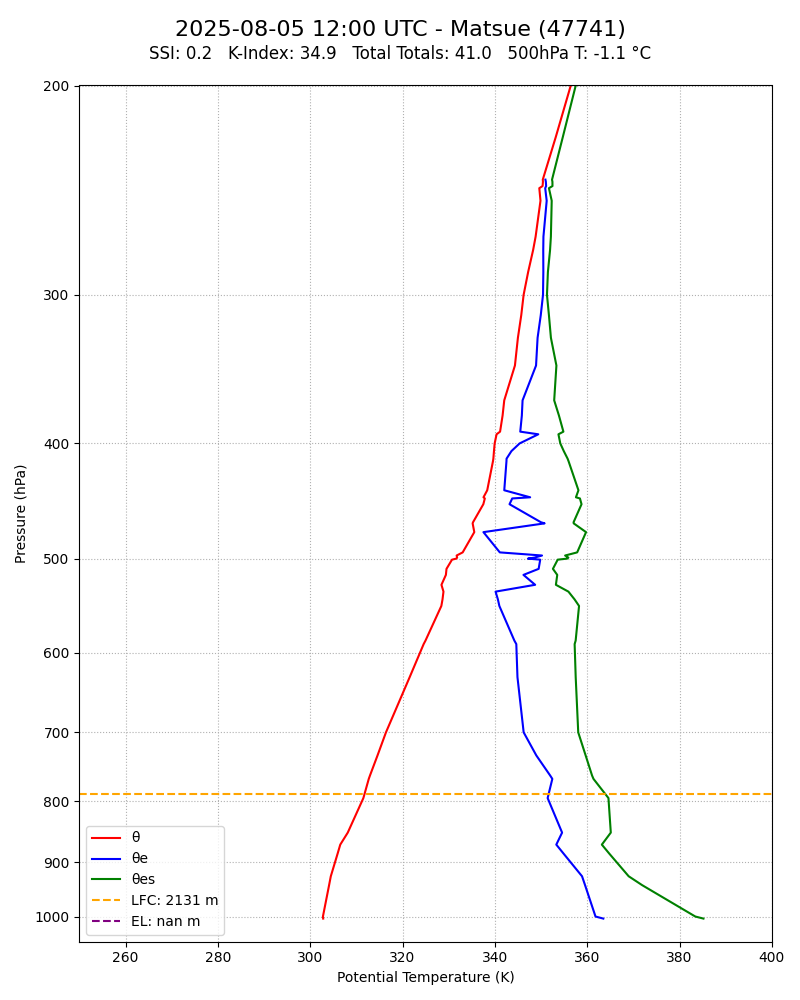 2025-08-05 12:00 UTC - Matsue (47741)
SSI: 0.2   K-Index: 34.9   Total Totals: 41.0   500hPa T: -1.1 °C
200
300
400
500
600
700
800
900
1000
Pressure (hPa)
θ
θe
θes
LFC: 2131 m
EL: nan m
260
280
300
320
340
360
380
400
Potential Temperature (K)